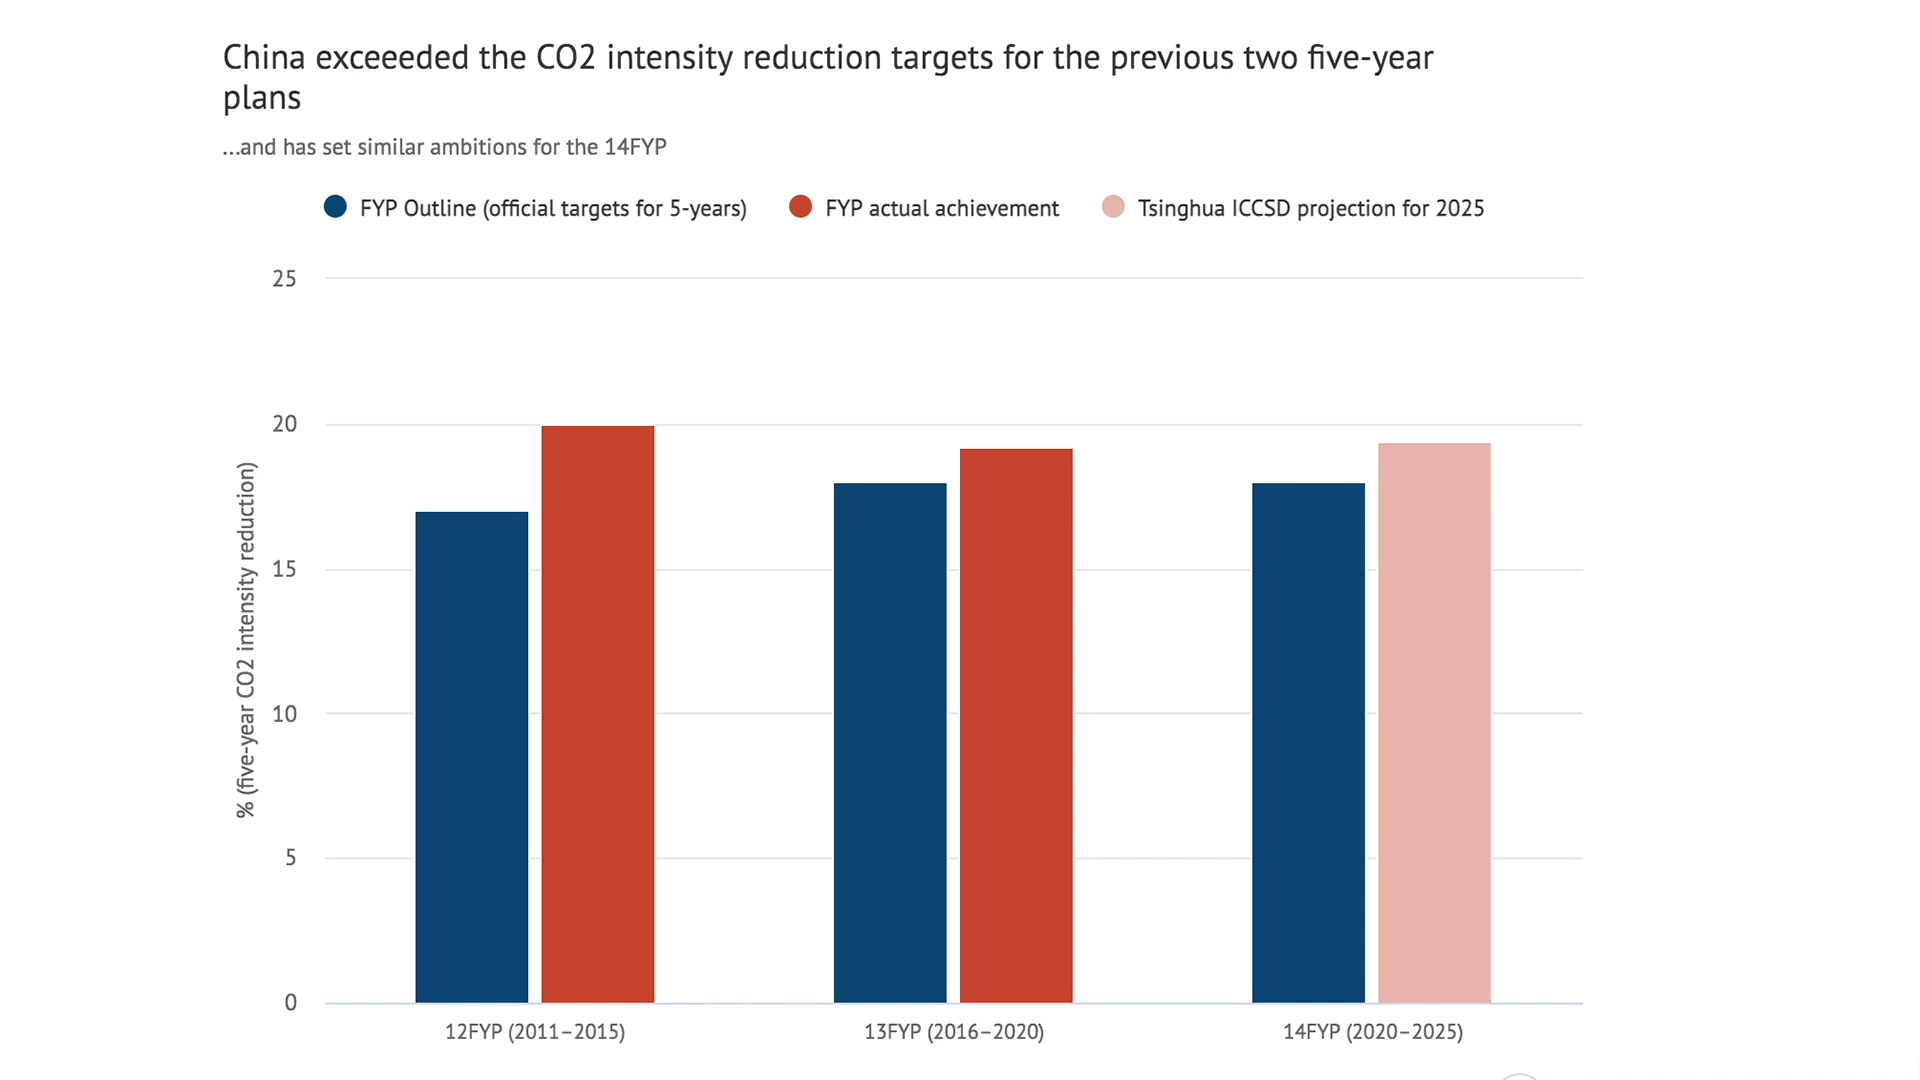 China exceeeded the CO2 intensity reduction targets for the previous two five-year
plans
...and has set similar ambitions for the 14FYP
FYP Outline (official targets for 5-years)
FYP actual achievement
Tsinghua ICCSD projection for 2025
% (five-year CO2 intensity reduction)
25
20
15
10
5
0
12FYP (2011–2015)
13FYP (2016–2020)
14FYP (2020–2025)